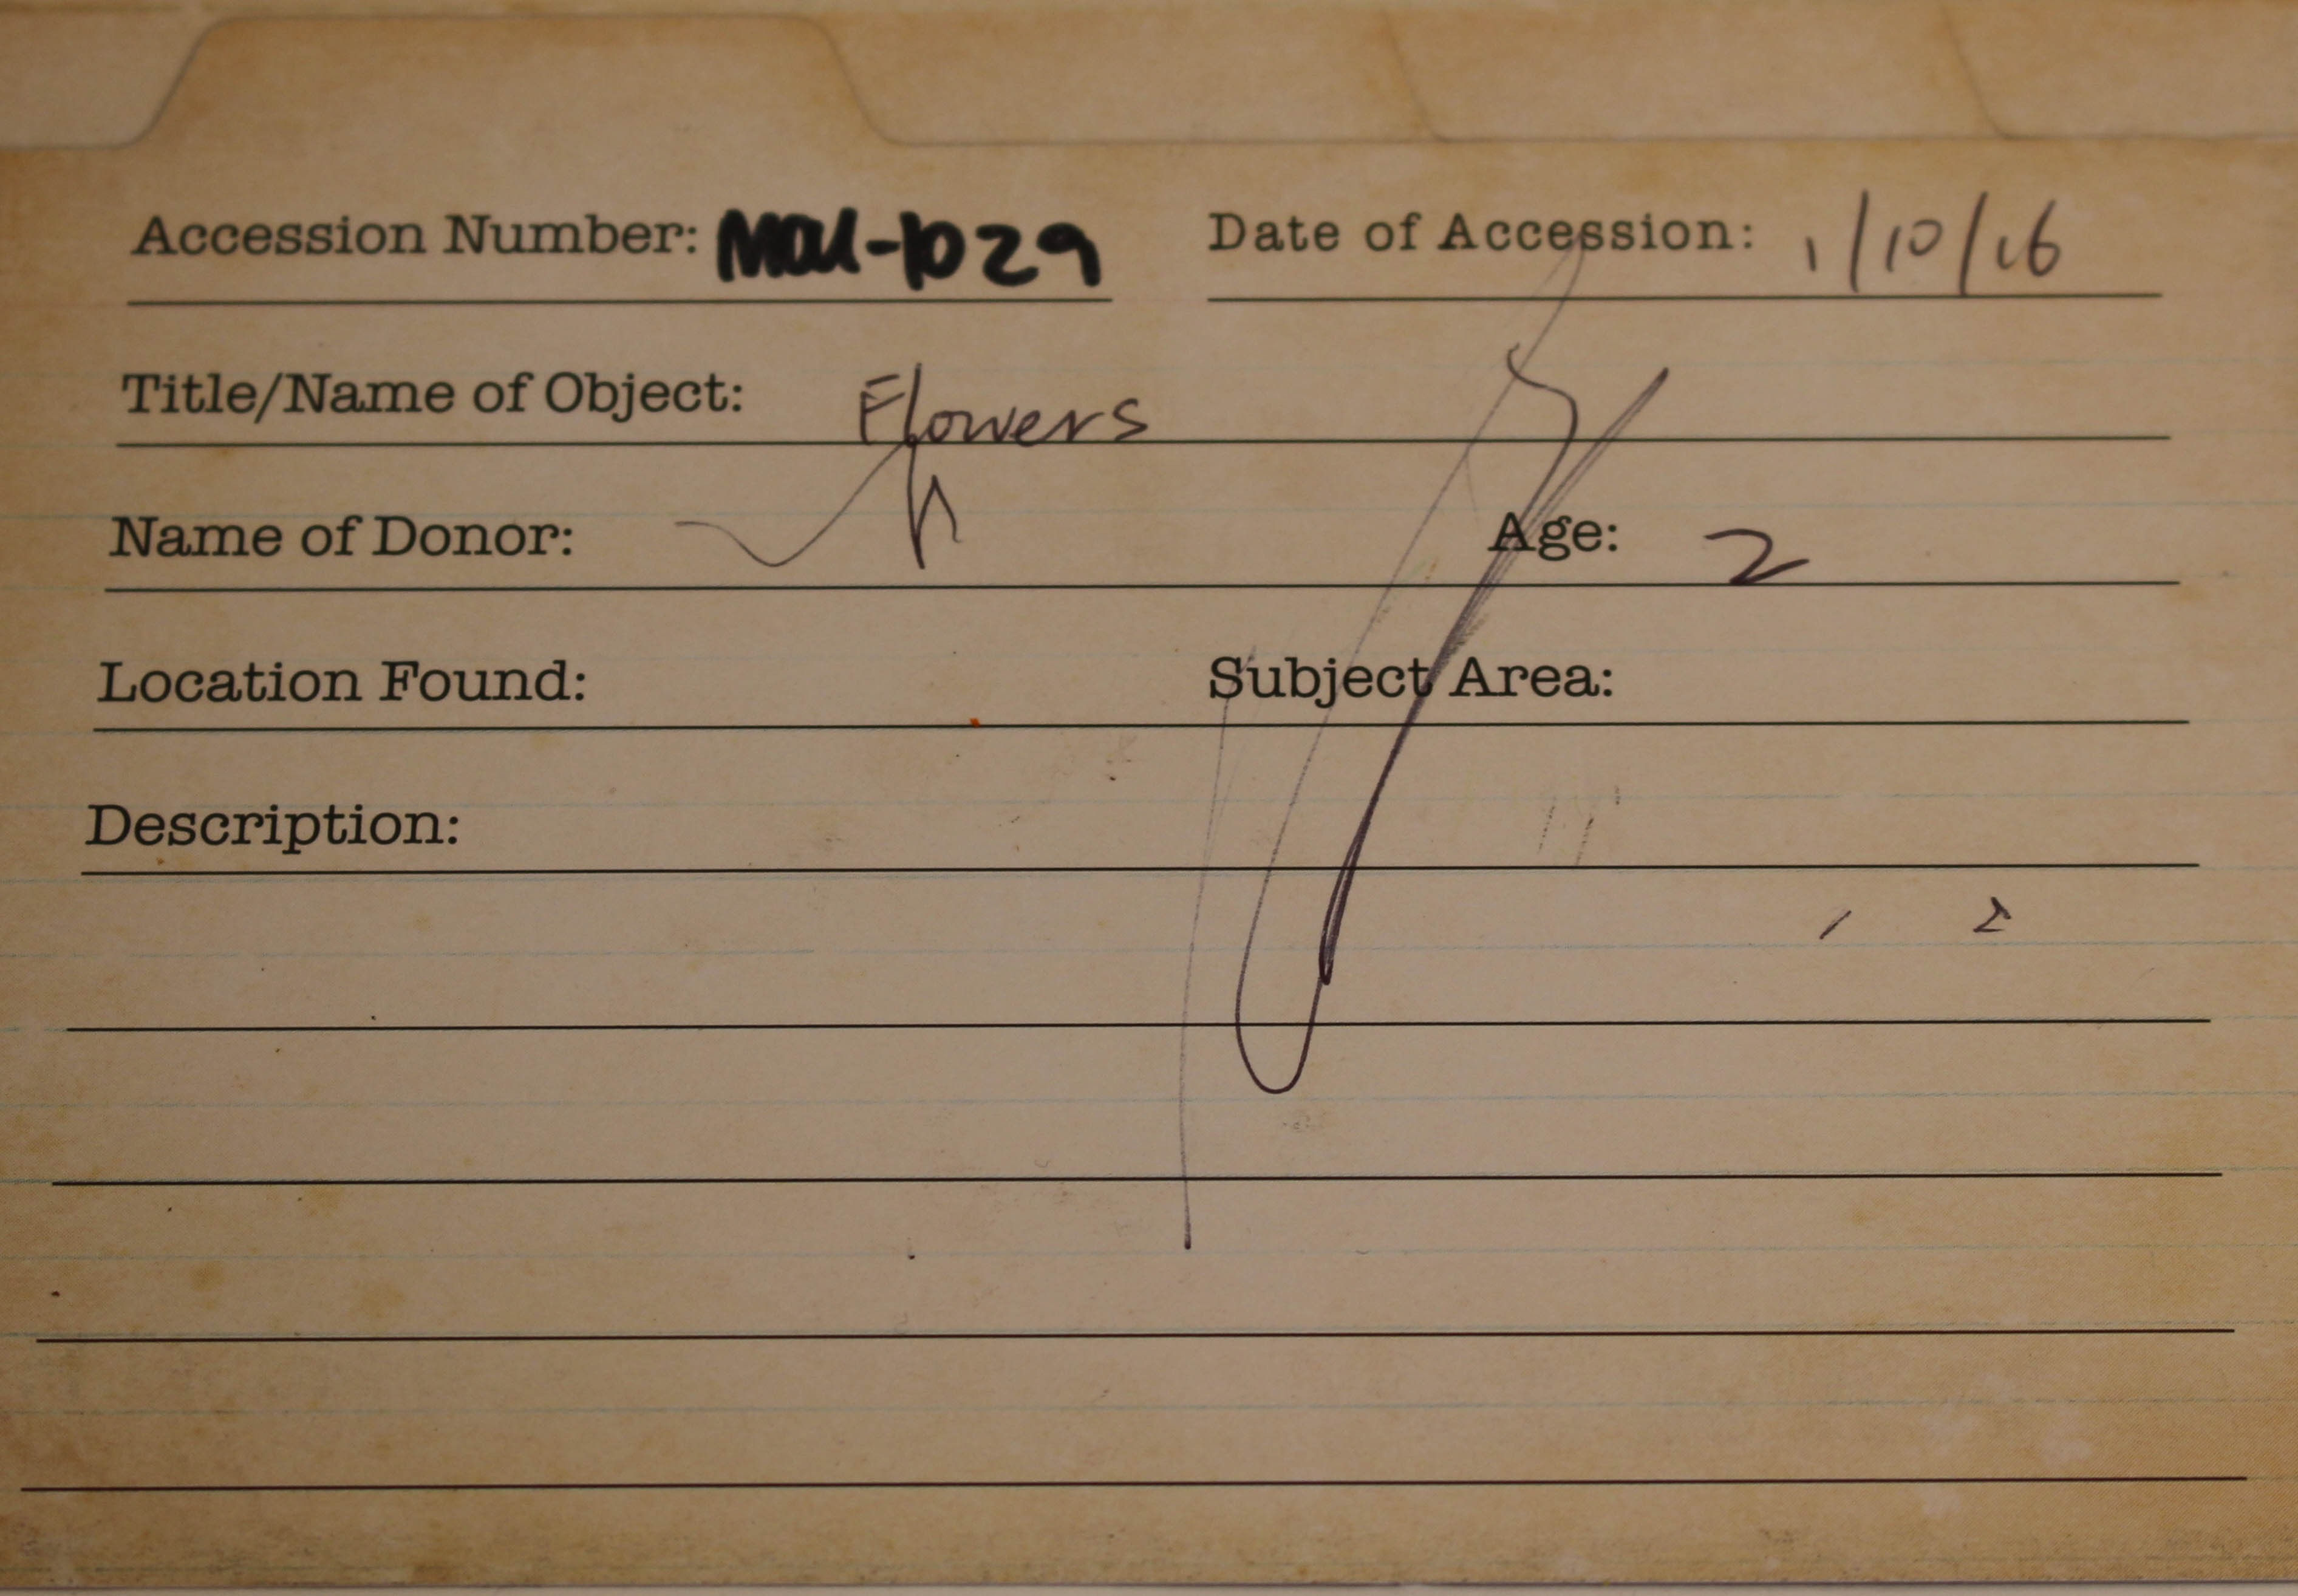 Accession Number: MOU-1029 Date of Accession: 1/10/16
Title/Name of Object: Flowers
Name of Donor: Age: 2
Location Found: Subject Area:
Description: